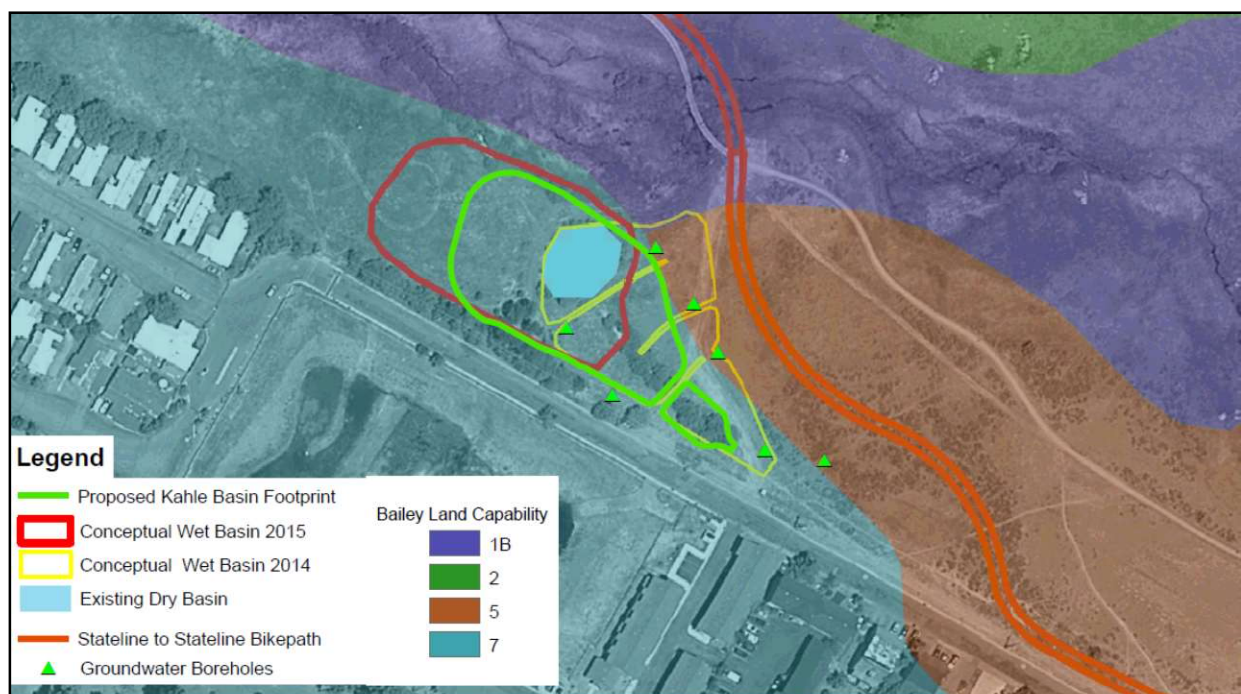 Legend
Proposed Kahle Basin Footprint
Conceptual Wet Basin 2015
Conceptual Wet Basin 2014
Existing Dry Basin
Stateline to Stateline Bikepath
Groundwater Boreholes
Bailey Land Capability
1B
2
5
7